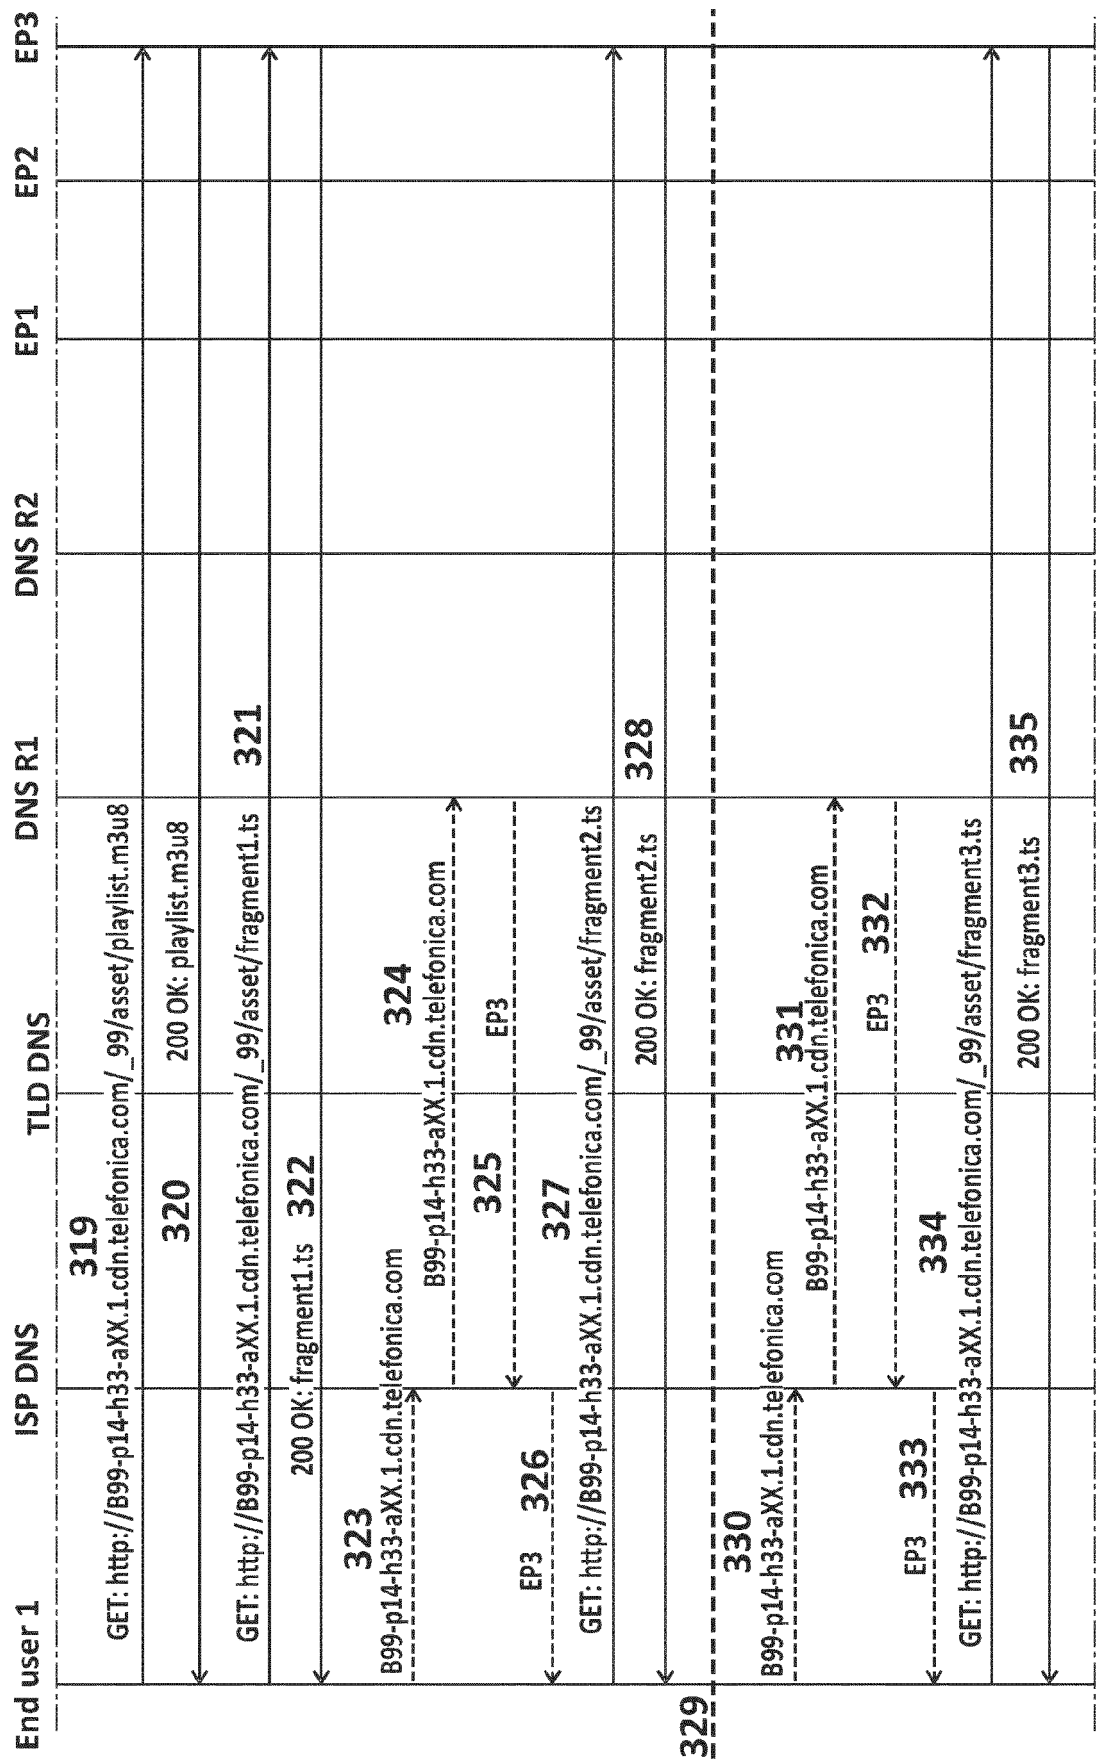 End user 1
ISP DNS
TLD DNS
DNS R1
DNS R2
EP1
EP2
EP3
319
GET: http://B99-p14-h33-aXX.1.cdn.telefonica.com/_99/asset/playlist.m3u8
320
200 OK: playlist.m3u8
321
GET: http://B99-p14-h33-aXX.1.cdn.telefonica.com/_99/asset/fragment1.ts
200 OK: fragment1.ts
322
323
B99-p14-h33-aXX.1.cdn.telefonica.com
324
B99-p14-h33-aXX.1.cdn.telefonica.com
325
EP3
EP3
326
327
GET: http://B99-p14-h33-aXX.1.cdn.telefonica.com/_99/asset/fragment2.ts
200 OK: fragment2.ts
328
329
330
B99-p14-h33-aXX.1.cdn.telefonica.com
331
B99-p14-h33-aXX.1.cdn.telefonica.com
EP3
332
EP3
333
334
GET: http://B99-p14-h33-aXX.1.cdn.telefonica.com/_99/asset/fragment3.ts
200 OK: fragment3.ts
335